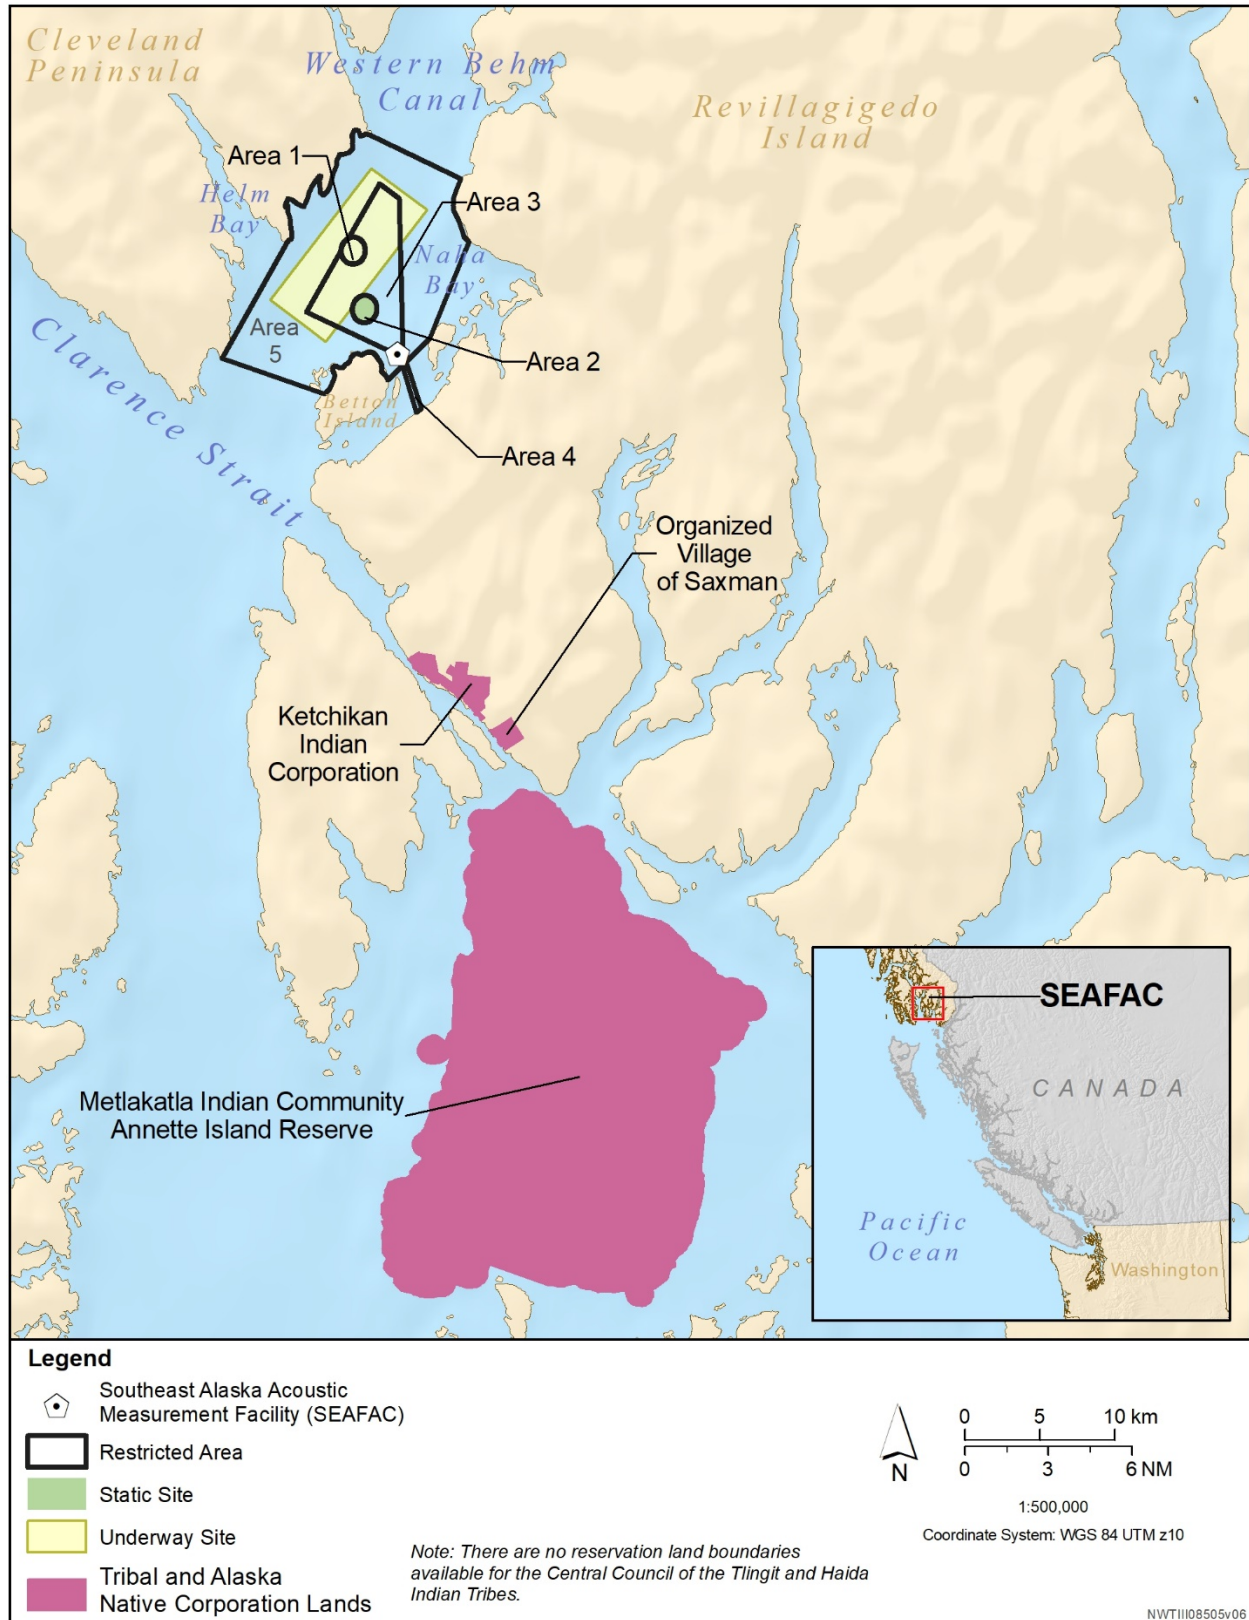 Cleveland
Peninsula
Western Behm
Canal
Revillagigedo
Island
Area 1
Helm
Bay
Area 3
Naha
Bay
Area
5
Area 2
Betton
Island
Area 4
Clarence Strait
Organized
Village
of Saxman
Ketchikan
Indian
Corporation
Metlakatla Indian Community
Annette Island Reserve
SEAFAC
CANADA
Pacific
Ocean
Washington
Legend
Southeast Alaska Acoustic
Measurement Facility (SEAFAC)
Restricted Area
Static Site
Underway Site
Tribal and Alaska
Native Corporation Lands
Note: There are no reservation land boundaries
available for the Central Council of the Tlingit and Haida
Indian Tribes.
N
0 5 10 km
0 3 6 NM
1:500,000
Coordinate System: WGS 84 UTM z10
NWTIII08505v06